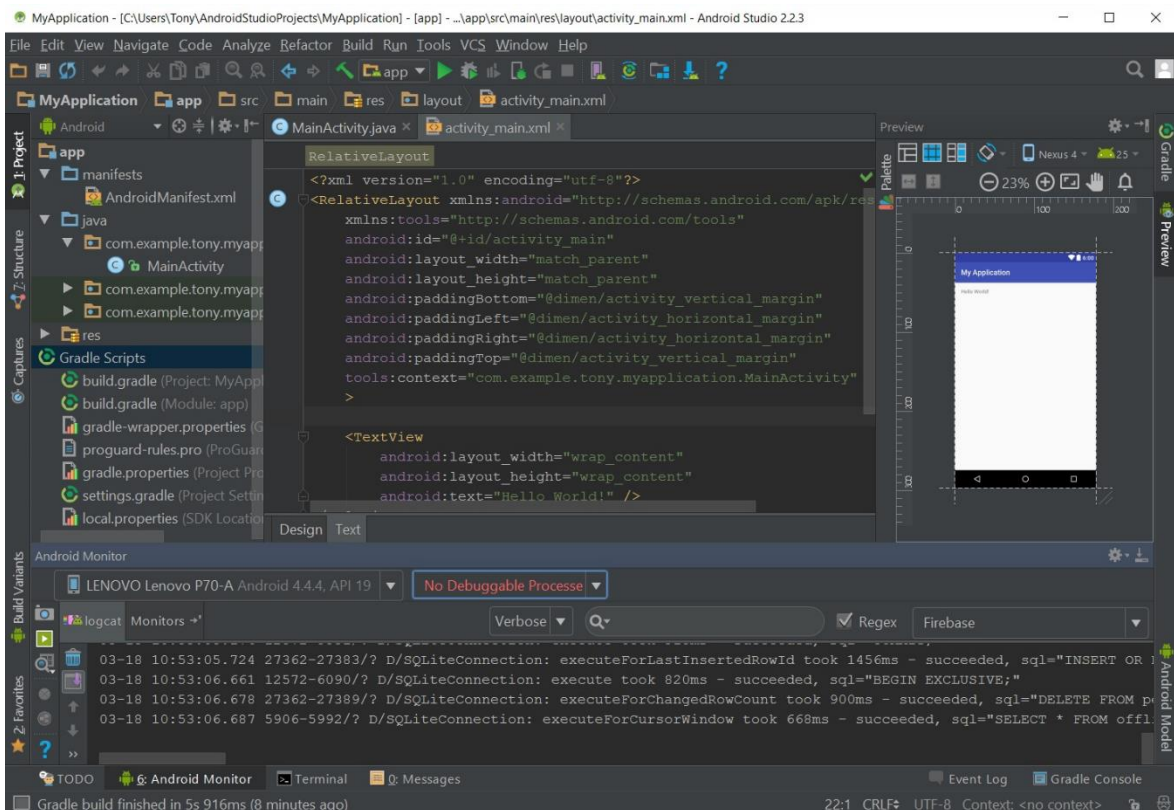 MyApplication - [C:\Users\Tony\AndroidStudioProjects\MyApplication] - [app] - ...\app\src\main\res\layout\activity_main.xml - Android Studio 2.2.3
File Edit View Navigate Code Analyze Refactor Build Run Tools VCS Window Help
app
MyApplication app src main res layout activity_main.xml
Android
MainActivity.java activity_main.xml
Preview
1: Project
Z: Structure
Captures
Build Variants
2: Favorites
app
manifests
AndroidManifest.xml
java
com.example.tony.myapp
MainActivity
com.example.tony.myapp
com.example.tony.myapp
res
Gradle Scripts
build.gradle (Project: MyAppl
build.gradle (Module: app)
gradle-wrapper.properties (G
proguard-rules.pro (ProGuar
gradle.properties (Project Pro
settings.gradle (Project Settin
local.properties (SDK Locatio
RelativeLayout
<?xml version="1.0" encoding="utf-8"?>
<RelativeLayout xmlns:android="http://schemas.android.com/apk/res
xmlns:tools="http://schemas.android.com/tools"
android:id="@+id/activity_main"
android:layout_width="match_parent"
android:layout_height="match_parent"
android:paddingBottom="@dimen/activity_vertical_margin"
android:paddingLeft="@dimen/activity_horizontal_margin"
android:paddingRight="@dimen/activity_horizontal_margin"
android:paddingTop="@dimen/activity_vertical_margin"
tools:context="com.example.tony.myapplication.MainActivity"
>
<TextView
android:layout_width="wrap_content"
android:layout_height="wrap_content"
android:text="Hello World!" />
Design Text
Palette
Nexus 4 25
23%
0 100 200
My Application
6:00
Hello World!
Gradle
Preview
Android Model
Android Monitor
LENOVO Lenovo P70-A Android 4.4.4, API 19
No Debuggable Processe
logcat Monitors
Verbose
Regex
Firebase
03-18 10:53:05.724 27362-27383/? D/SQLiteConnection: executeForLastInsertedRowId took 1456ms - succeeded, sql="INSERT OR
03-18 10:53:06.661 12572-6090/? D/SQLiteConnection: execute took 820ms - succeeded, sql="BEGIN EXCLUSIVE;"
03-18 10:53:06.678 27362-27389/? D/SQLiteConnection: executeForChangedRowCount took 900ms - succeeded, sql="DELETE FROM
03-18 10:53:06.687 5906-5992/? D/SQLiteConnection: executeForCursorWindow took 668ms - succeeded, sql="SELECT * FROM offl
TODO 6: Android Monitor Terminal 0: Messages Event Log Gradle Console
Gradle build finished in 5s 916ms (8 minutes ago) 22:1 CRLF UTF-8 Context: <no context>